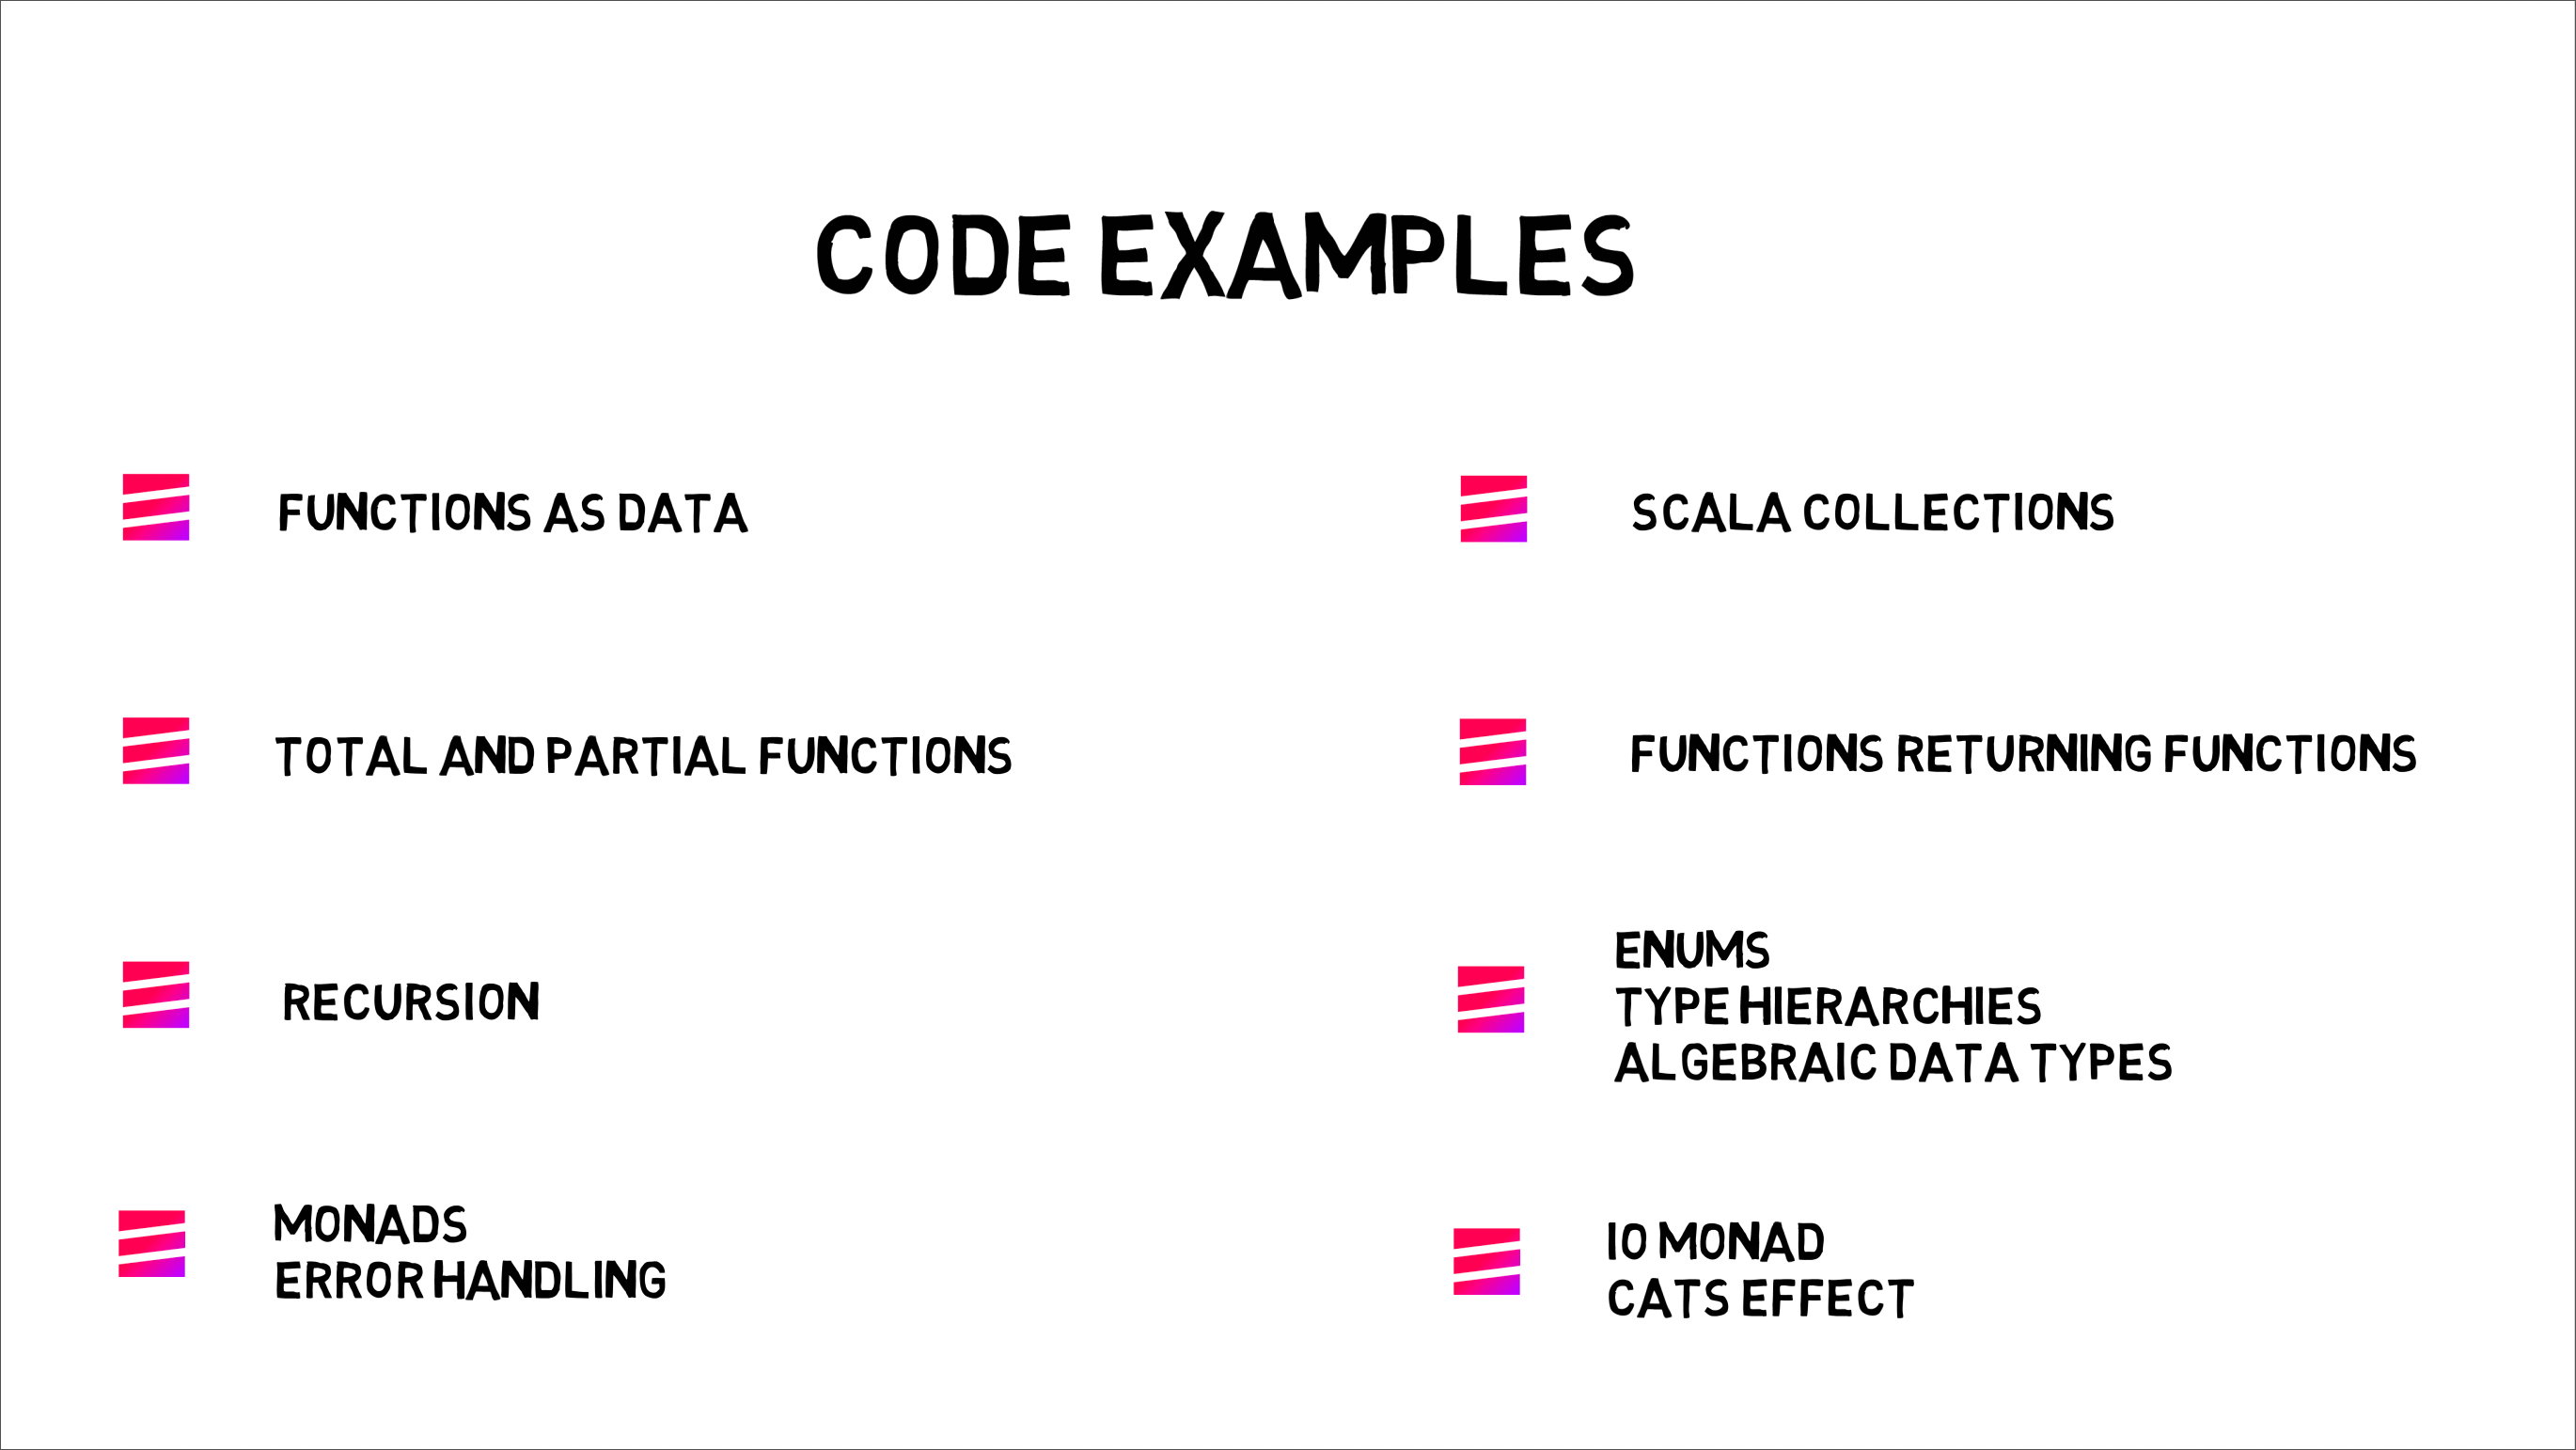 CODE EXAMPLES
FUNCTIONS AS DATA
SCALA COLLECTIONS
TOTAL AND PARTIAL FUNCTIONS
FUNCTIONS RETURNING FUNCTIONS
RECURSION
ENUMS
TYPE HIERARCHIES
ALGEBRAIC DATA TYPES
MONADS
ERROR HANDLING
IO MONAD
CATS EFFECT